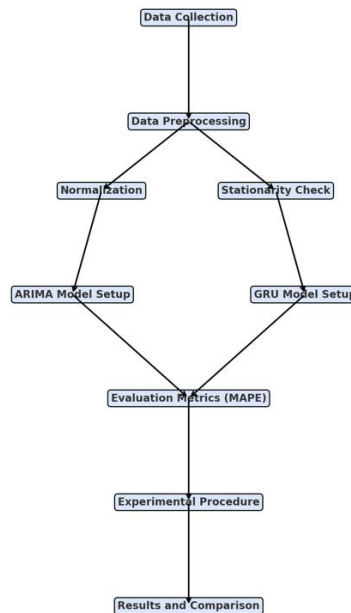 Data Collection
Data Preprocessing
Normalization
Stationarity Check
ARIMA Model Setup
GRU Model Setup
Evaluation Metrics (MAPE)
Experimental Procedure
Results and Comparison